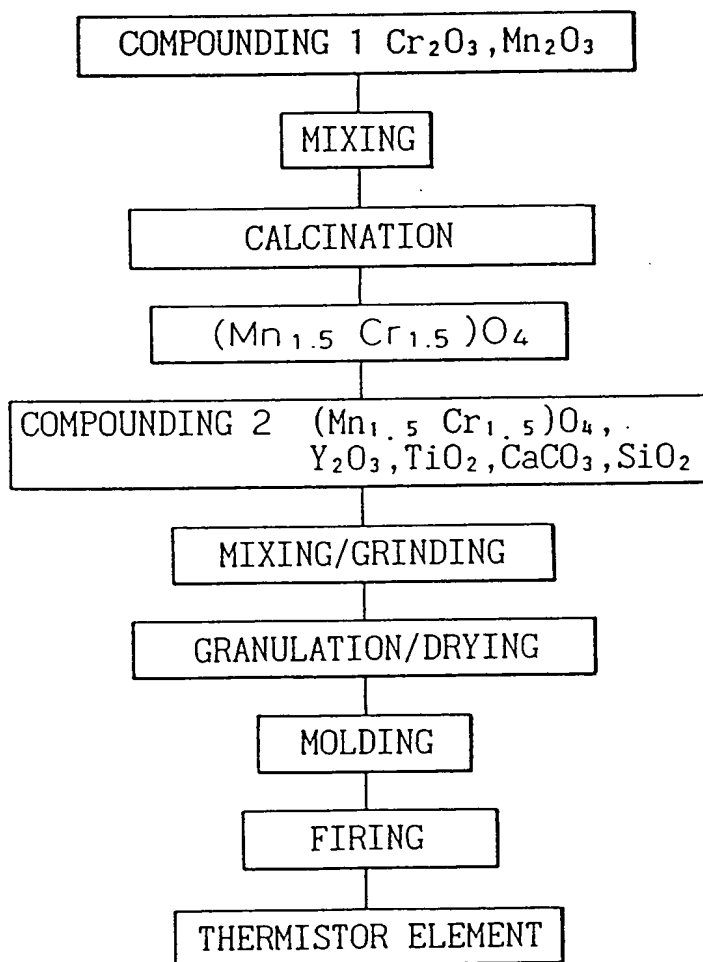 COMPOUNDING 1 Cr₂O₃,Mn₂O₃
MIXING
CALCINATION
(Mn₁.₅ Cr₁.₅)O₄
COMPOUNDING 2 (Mn₁.₅ Cr₁.₅)O₄,
Y₂O₃,TiO₂,CaCO₃,SiO₂
MIXING/GRINDING
GRANULATION/DRYING
MOLDING
FIRING
THERMISTOR ELEMENT